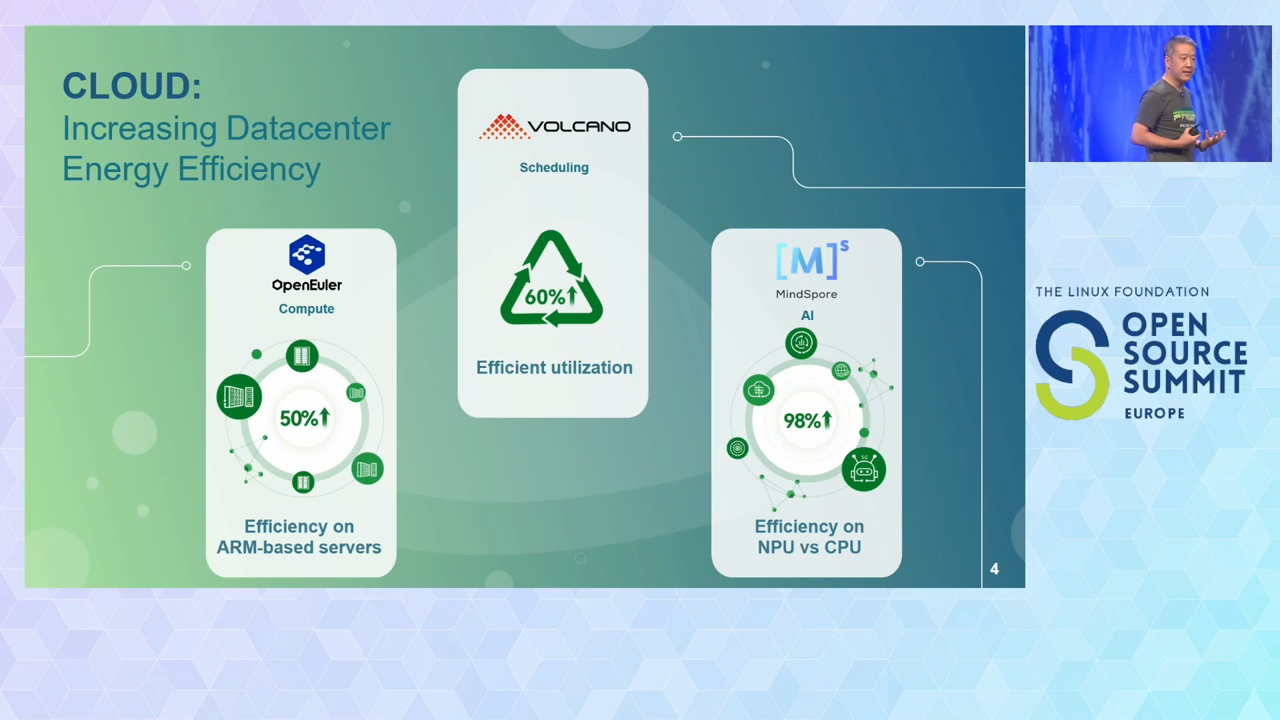 CLOUD:
Increasing Datacenter
Energy Efficiency
OpenEuler
Compute
50%
Efficiency on
ARM-based servers
VOLCANO
Scheduling
60%
Efficient utilization
[M]S
MindSpore
AI
5G
98%
Efficiency on
NPU vs CPU
4
THE LINUX FOUNDATION
OPEN
SOURCE
SUMMIT
EUROPE